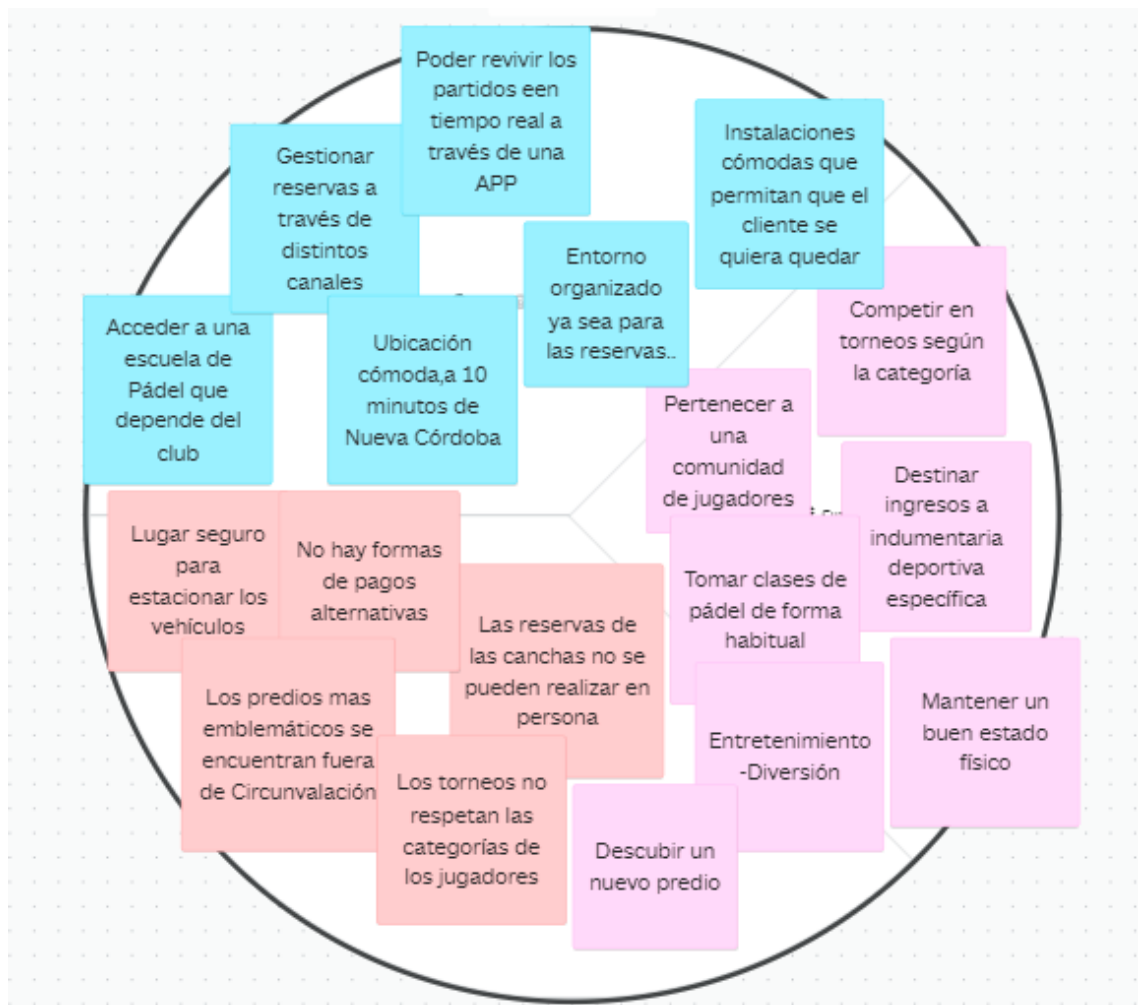 Poder revivir los
partidos een
tiempo real a
través de una
APP
Gestionar
reservas a
través de
distintos
canales
Instalaciones
cómodas que
permitan que el
cliente se
quiera quedar
Entorno
organizado
ya sea para
las reservas..
Acceder a una
escuela de
Pádel que
depende del
club
Ubicación
cómoda,a 10
minutos de
Nueva Córdoba
Competir en
torneos según
la categoría
Pertenecer a
una
comunidad
de jugadores
Destinar
ingresos a
indumentaria
deportiva
específica
Tomar clases de
pádel de forma
habitual
Mantener un
buen estado
físico
Entretenimiento
-Diversión
Descubir un
nuevo predio
Lugar seguro
para
estacionar los
vehículos
No hay formas
de pagos
alternativas
Las reservas de
las canchas no se
pueden realizar en
persona
Los predios mas
emblemáticos se
encuentran fuera
de Circunvalación
Los torneos no
respetan las
categorías de
los jugadores